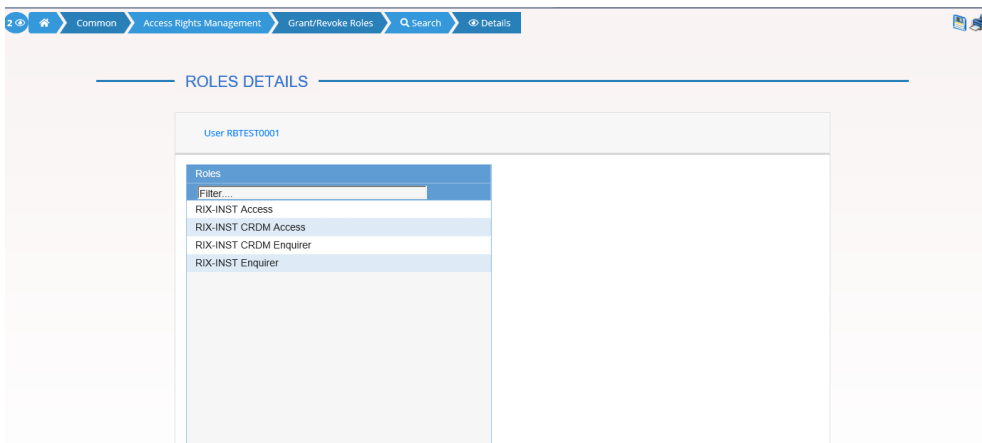 2 Common Access Rights Management Grant/Revoke Roles Search Details
ROLES DETAILS
User RBTEST0001
Roles
Filter....
RIX-INST Access
RIX-INST CRDM Access
RIX-INST CRDM Enquirer
RIX-INST Enquirer